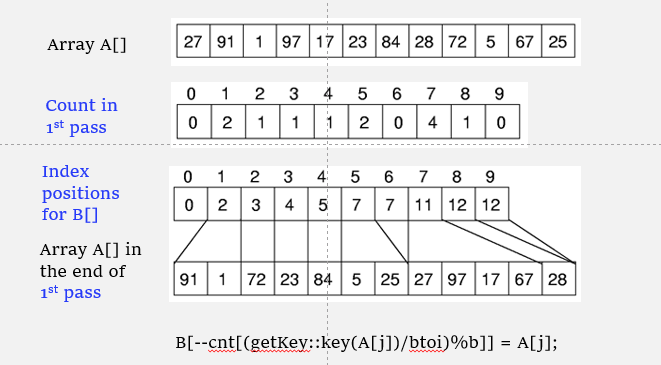 Array A[] 27 91 1 97 17 23 84 28 72 5 67 25
0 1 2 3 4 5 6 7 8 9
Count in
1st pass
0 2 1 1 1 2 0 4 1 0
Index
positions
for B[]
0 1 2 3 4 5 6 7 8 9
0 2 3 4 5 7 7 11 12 12
Array A[] in
the end of
1st pass
91 1 72 23 84 5 25 27 97 17 67 28
B[--cnt[(getKey::key(A[j])/btoi)%b]] = A[j];